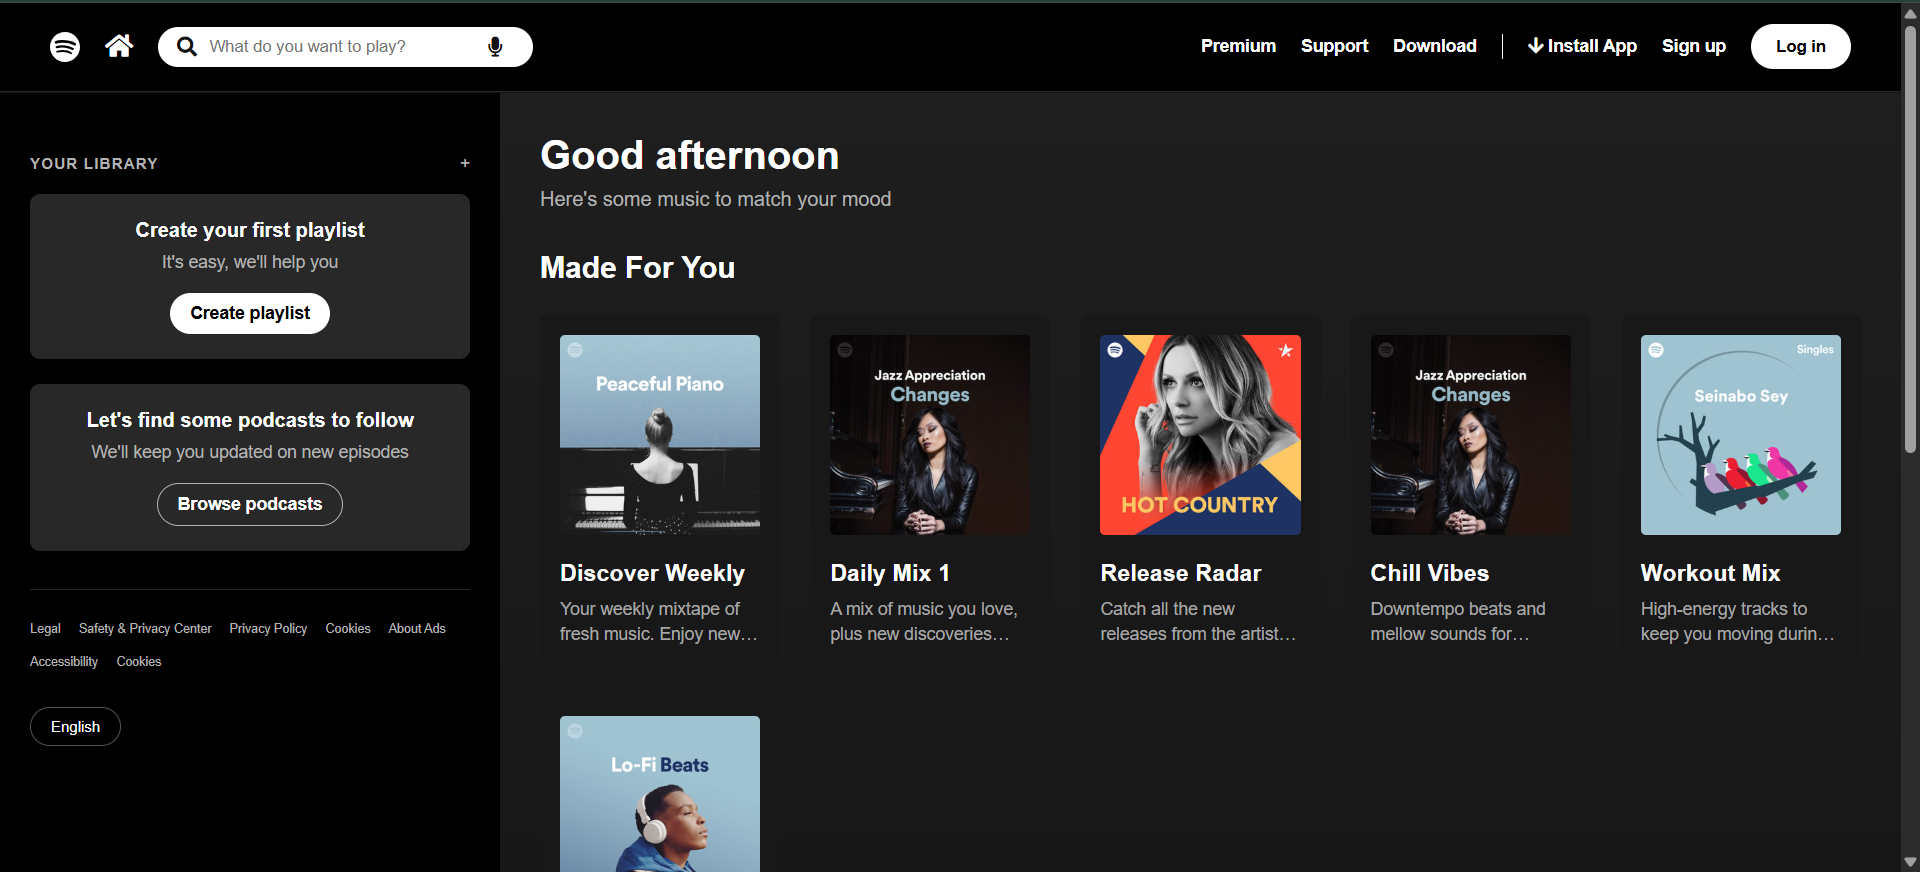 What do you want to play?
Premium
Support
Download
Install App
Sign up
Log in
YOUR LIBRARY
+
Create your first playlist
It's easy, we'll help you
Create playlist
Let's find some podcasts to follow
We'll keep you updated on new episodes
Browse podcasts
Legal
Safety & Privacy Center
Privacy Policy
Cookies
About Ads
Accessibility
Cookies
English
Good afternoon
Here's some music to match your mood
Made For You
Peaceful Piano
Discover Weekly
Your weekly mixtape of
fresh music. Enjoy new…
Jazz Appreciation
Changes
Daily Mix 1
A mix of music you love,
plus new discoveries…
HOT COUNTRY
Release Radar
Catch all the new
releases from the artist…
Jazz Appreciation
Changes
Chill Vibes
Downtempo beats and
mellow sounds for…
Singles
Seinabo Sey
Workout Mix
High-energy tracks to
keep you moving durin…
Lo-Fi Beats